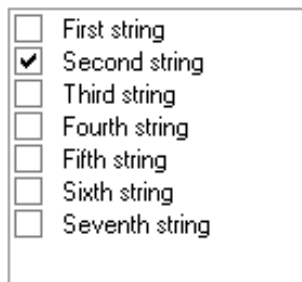 First string
Second string
Third string
Fourth string
Fifth string
Sixth string
Seventh string